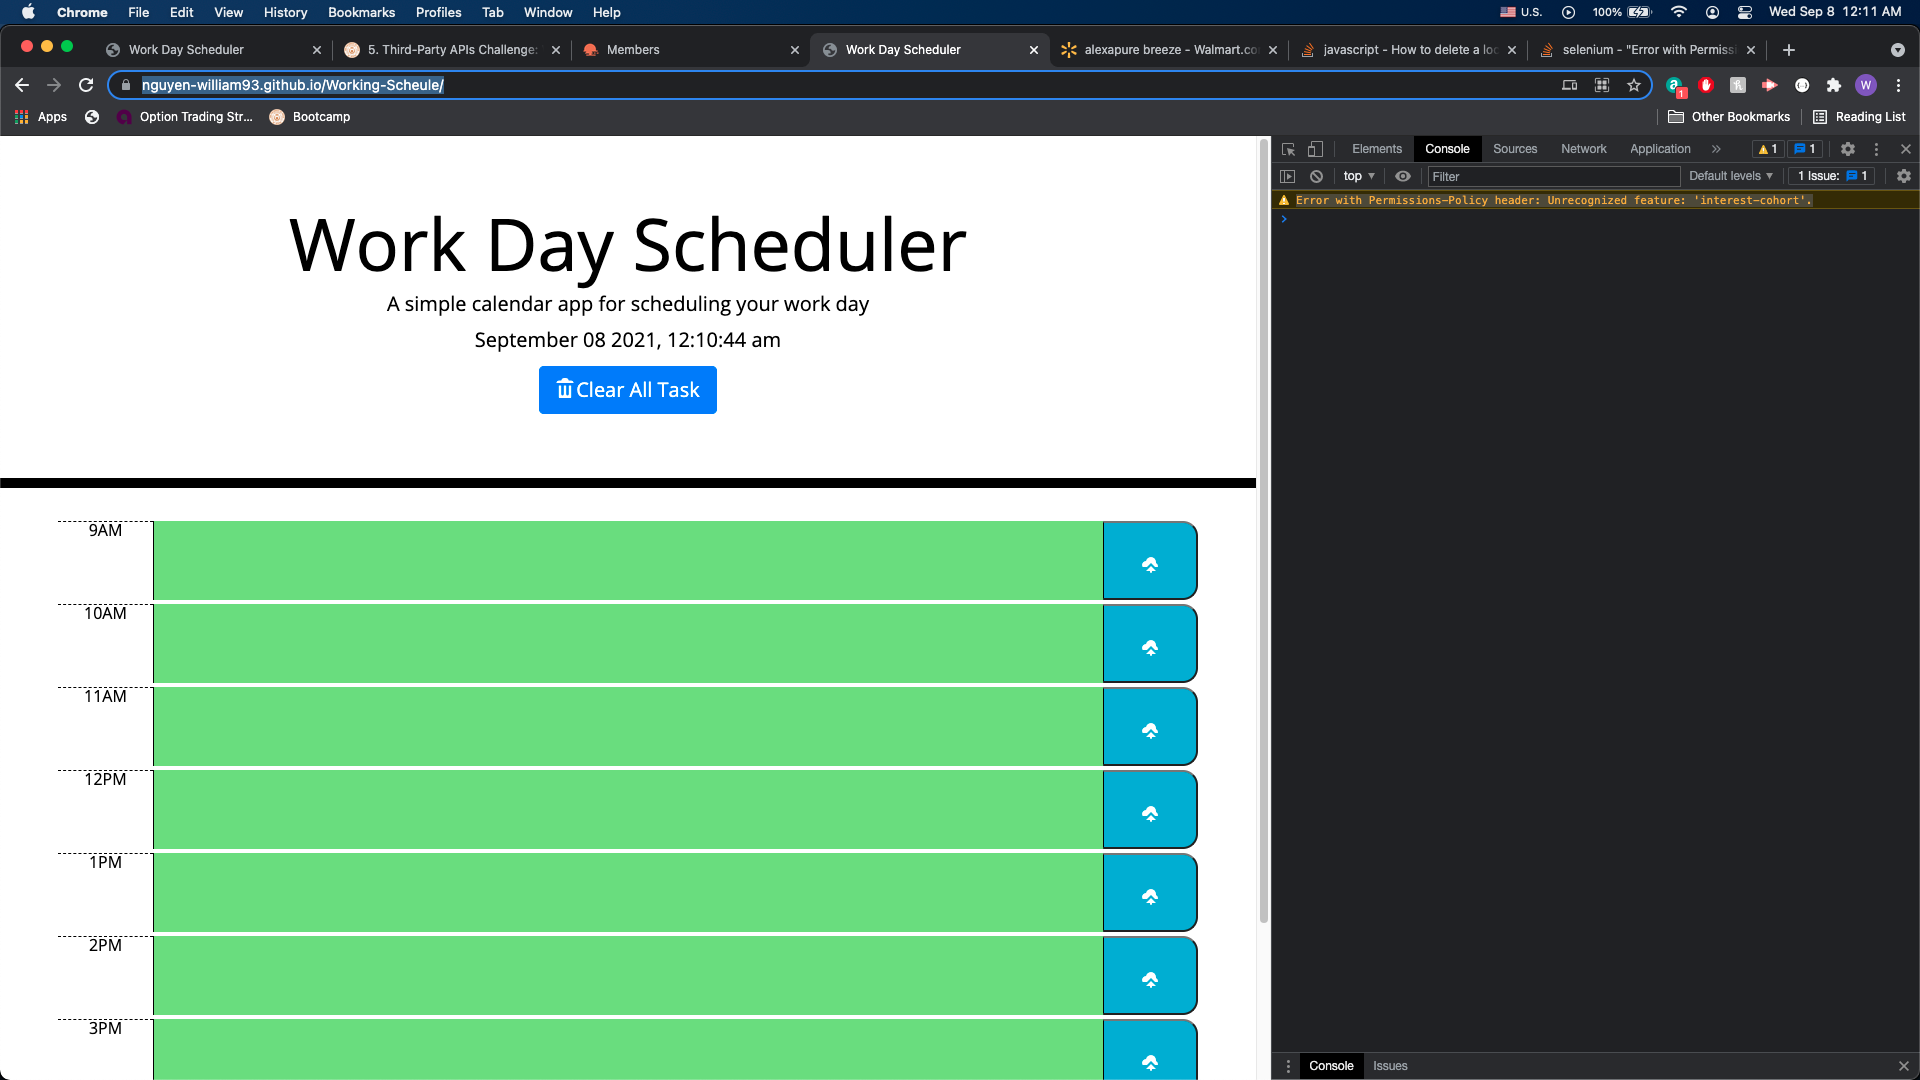 Chrome File Edit View History Bookmarks Profiles Tab Window Help U.S. 100% Wed Sep 8 12:11 AM
Work Day Scheduler 5. Third-Party APIs Challenge: Members Work Day Scheduler alexapure breeze - Walmart.co javascript - How to delete a loc selenium - "Error with Permiss
nguyen-william93.github.io/Working-Scheule/ 1 W
Apps Option Trading Str... Bootcamp Other Bookmarks Reading List
Elements Console Sources Network Application » 1 1
top Filter Default levels 1 Issue: 1
Error with Permissions-Policy header: Unrecognized feature: 'interest-cohort'.
Work Day Scheduler
A simple calendar app for scheduling your work day
September 08 2021, 12:10:44 am
Clear All Task
9AM
10AM
11AM
12PM
1PM
2PM
3PM
Console Issues